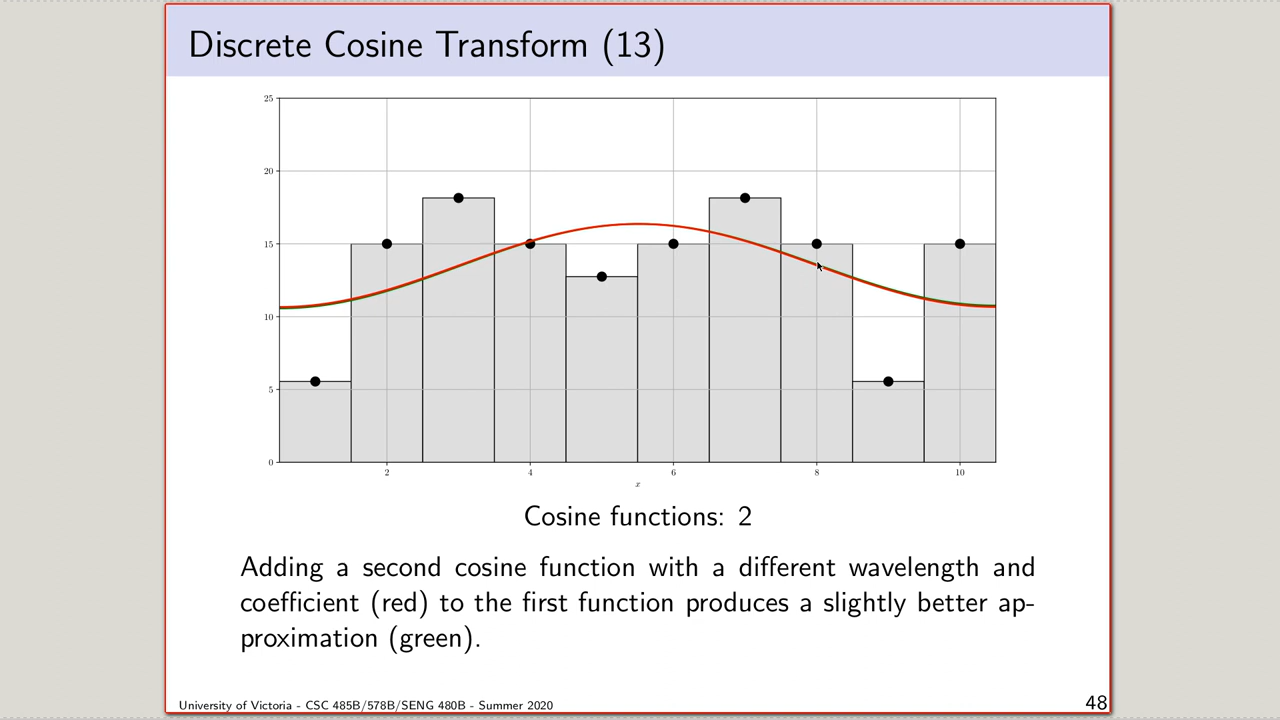 Discrete Cosine Transform (13)
25
20
15
10
5
0
2 4 6 8 10
x
Cosine functions: 2
Adding a second cosine function with a different wavelength and
coefficient (red) to the first function produces a slightly better ap-
proximation (green).
University of Victoria - CSC 485B/578B/SENG 480B - Summer 2020
48